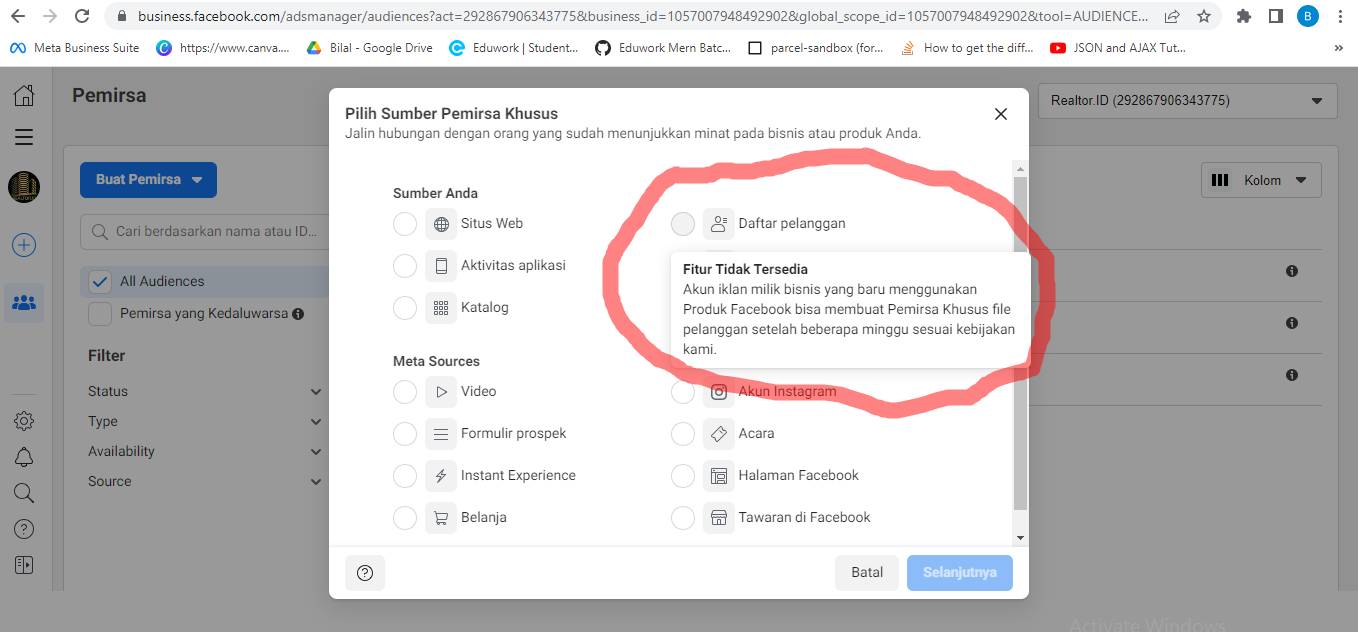 business.facebook.com/adsmanager/audiences?act=292867906343775&business_id=1057007948492902&global_scope_id=1057007948492902&tool=AUDIENCE...
B
Meta Business Suite
https://www.canva....
Bilal - Google Drive
Eduwork | Student...
Eduwork Mern Batc...
parcel-sandbox (for...
How to get the diff...
JSON and AJAX Tut...
»
Pemirsa
Realtor.ID (292867906343775)
Buat Pemirsa
Kolom
Cari berdasarkan nama atau ID...
All Audiences
Pemirsa yang Kedaluwarsa
Filter
Status
Type
Availability
Source
Pilih Sumber Pemirsa Khusus
Jalin hubungan dengan orang yang sudah menunjukkan minat pada bisnis atau produk Anda.
Sumber Anda
Situs Web
Daftar pelanggan
Aktivitas aplikasi
Katalog
Fitur Tidak Tersedia
Akun iklan milik bisnis yang baru menggunakan
Produk Facebook bisa membuat Pemirsa Khusus file
pelanggan setelah beberapa minggu sesuai kebijakan
kami.
Meta Sources
Video
Akun Instagram
Formulir prospek
Acara
Instant Experience
Halaman Facebook
Belanja
Tawaran di Facebook
Batal
Selanjutnya
Activate Windows